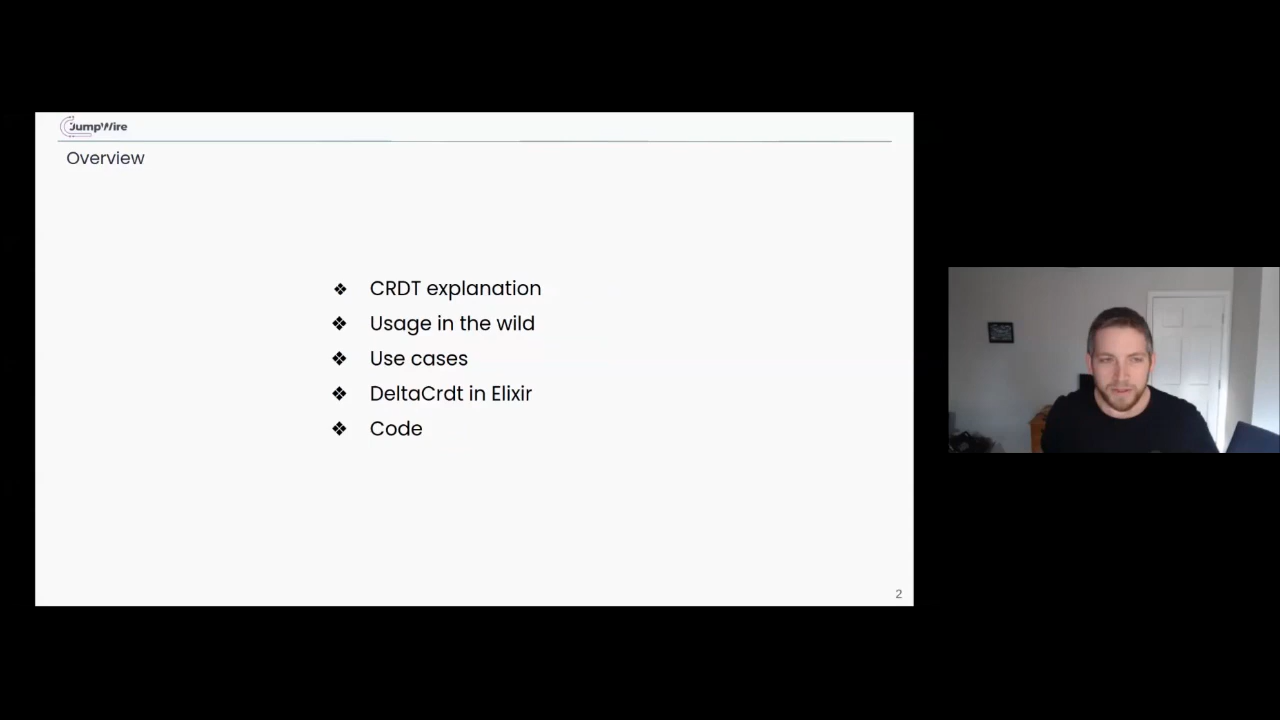 JumpWire
Overview
❖ CRDT explanation
❖ Usage in the wild
❖ Use cases
❖ DeltaCrdt in Elixir
❖ Code
2